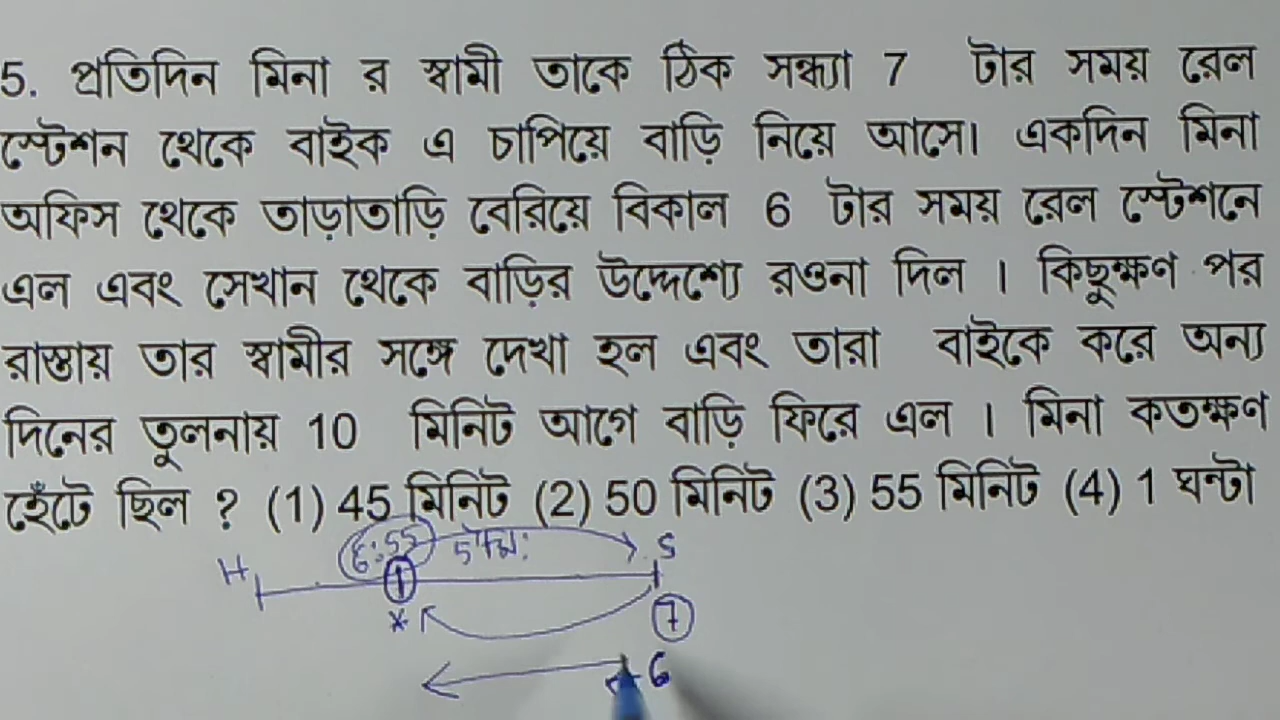 5. প্রতিদিন মিনা র স্বামী তাকে ঠিক সন্ধ্যা 7 টার সময় রেল
স্টেশন থেকে বাইক এ চাপিয়ে বাড়ি নিয়ে আসে। একদিন মিনা
অফিস থেকে তাড়াতাড়ি বেরিয়ে বিকাল 6 টার সময় রেল স্টেশনে
এল এবং সেখান থেকে বাড়ির উদ্দেশ্যে রওনা দিল । কিছুক্ষণ পর
রাস্তায় তার স্বামীর সঙ্গে দেখা হল এবং তারা বাইকে করে অন্য
দিনের তুলনায় 10 মিনিট আগে বাড়ি ফিরে এল । মিনা কতক্ষণ
হেঁটে ছিল ? (1) 45 মিনিট (2) 50 মিনিট (3) 55 মিনিট (4) 1 ঘন্টা
6:55 5 মি: S
H 1
7
6